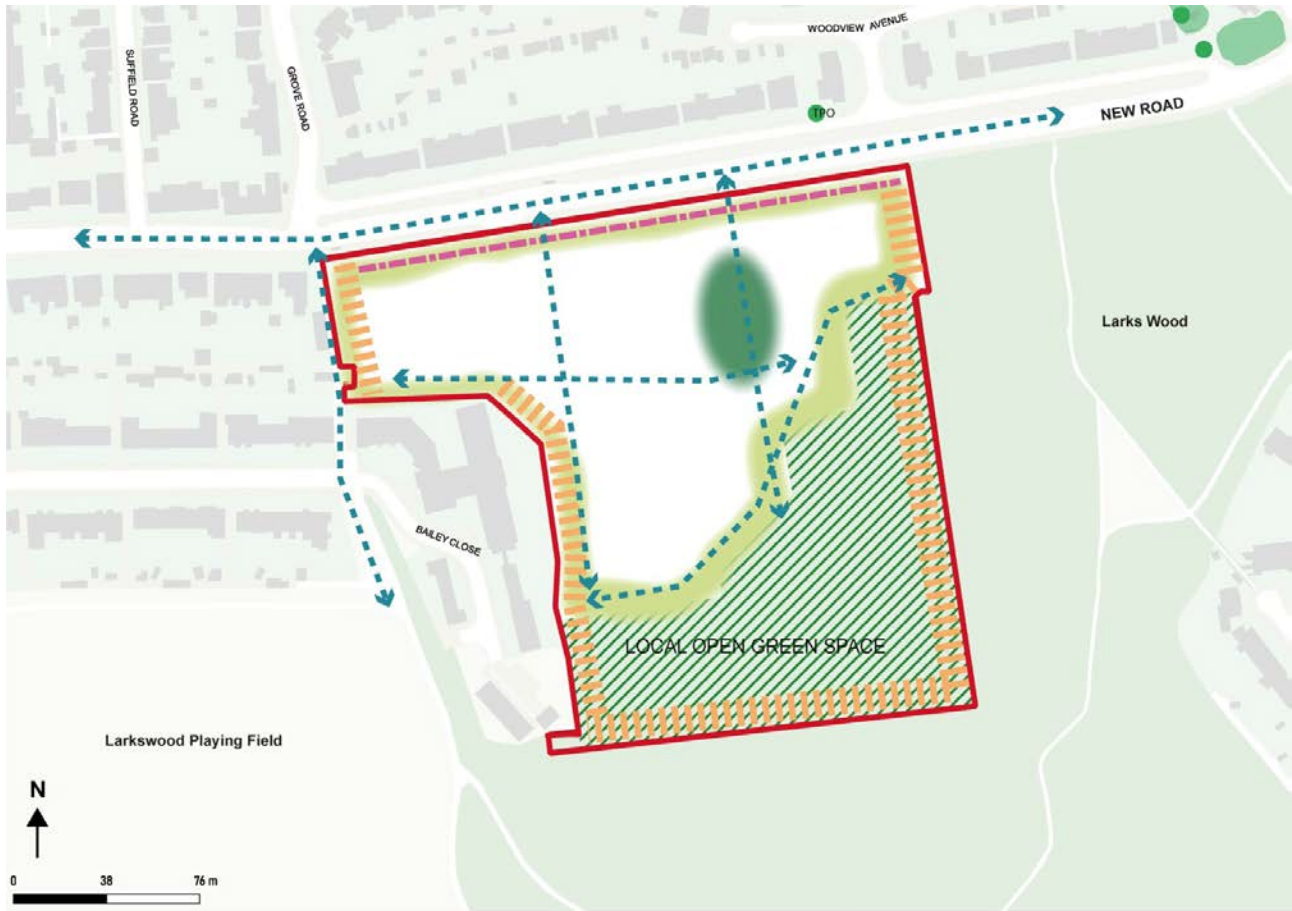 WOODVIEW AVENUE
SUFFIELD ROAD
GROVE ROAD
TPO
NEW ROAD
Larks Wood
BAILEY CLOSE
LOCAL OPEN GREEN SPACE
Larkswood Playing Field
N
0 38 76 m